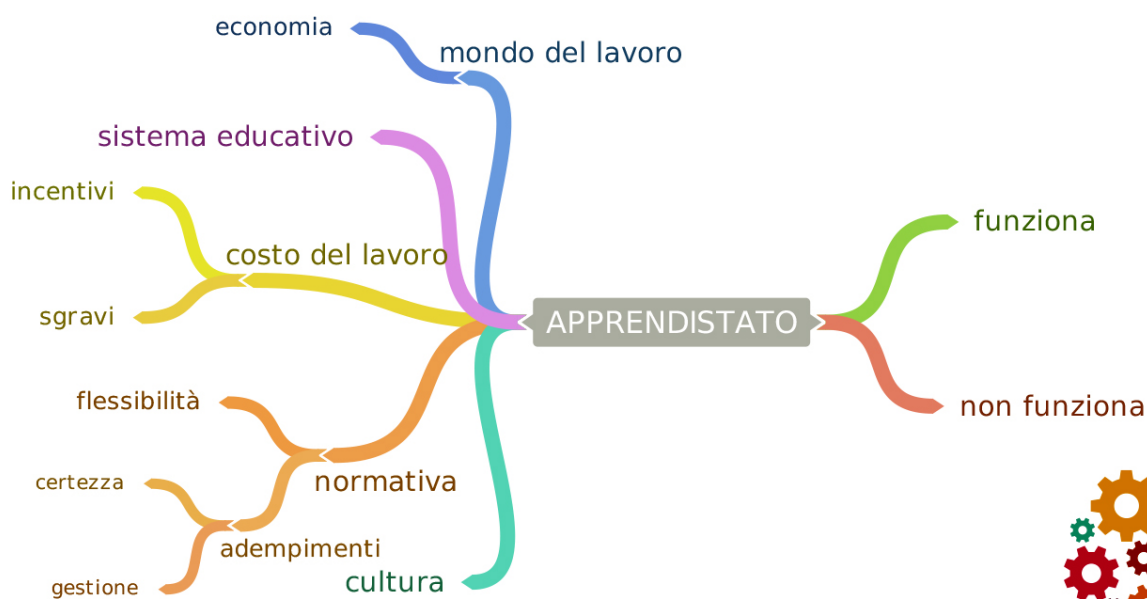 economia
mondo del lavoro
sistema educativo
incentivi
costo del lavoro
sgravi
flessibilità
normativa
certezza
adempimenti
gestione
cultura
APPRENDISTATO
funziona
non funziona